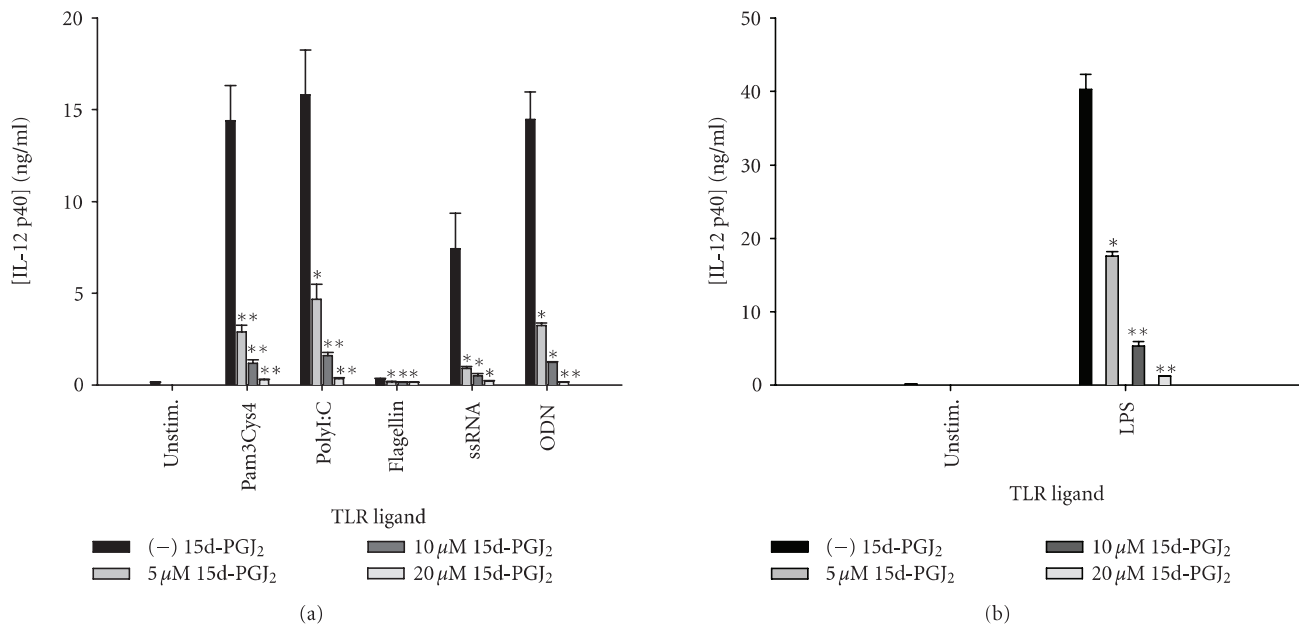 20
15
10
5
0
[IL-12 p40] (ng/ml)
** ** **
* ** **
* ** *
* * *
* * **
Unstim.
Pam3Cys4
PolyI:C
Flagellin
ssRNA
ODN
TLR ligand
(−) 15d-PGJ₂
10 μM 15d-PGJ₂
5 μM 15d-PGJ₂
20 μM 15d-PGJ₂
(a)
50
40
30
20
10
0
[IL-12 p40] (ng/ml)
* ** **
Unstim.
LPS
TLR ligand
(−) 15d-PGJ₂
10 μM 15d-PGJ₂
5 μM 15d-PGJ₂
20 μM 15d-PGJ₂
(b)